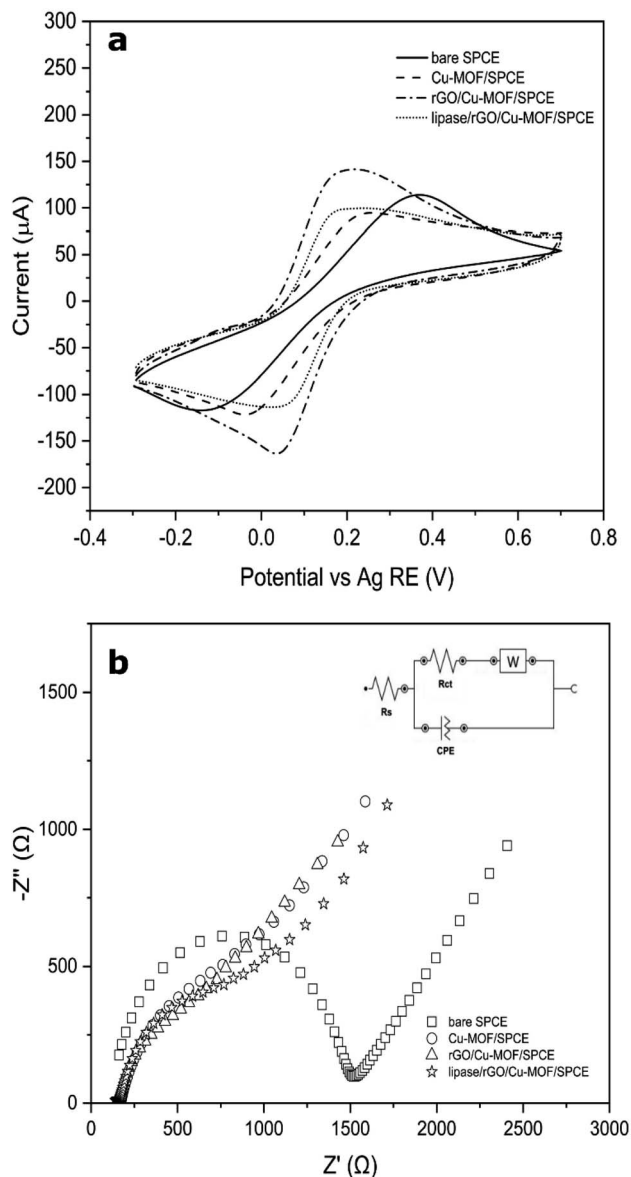 a
300
250
200
150
100
50
0
-50
-100
-150
-200
Current (µA)
bare SPCE
Cu-MOF/SPCE
rGO/Cu-MOF/SPCE
lipase/rGO/Cu-MOF/SPCE
-0.4 -0.2 0.0 0.2 0.4 0.6 0.8
Potential vs Ag RE (V)
b
1500
1000
500
0
-Z" (Ω)
Rs
Rct
W
CPE
bare SPCE
Cu-MOF/SPCE
rGO/Cu-MOF/SPCE
lipase/rGO/Cu-MOF/SPCE
0 500 1000 1500 2000 2500 3000
Z' (Ω)